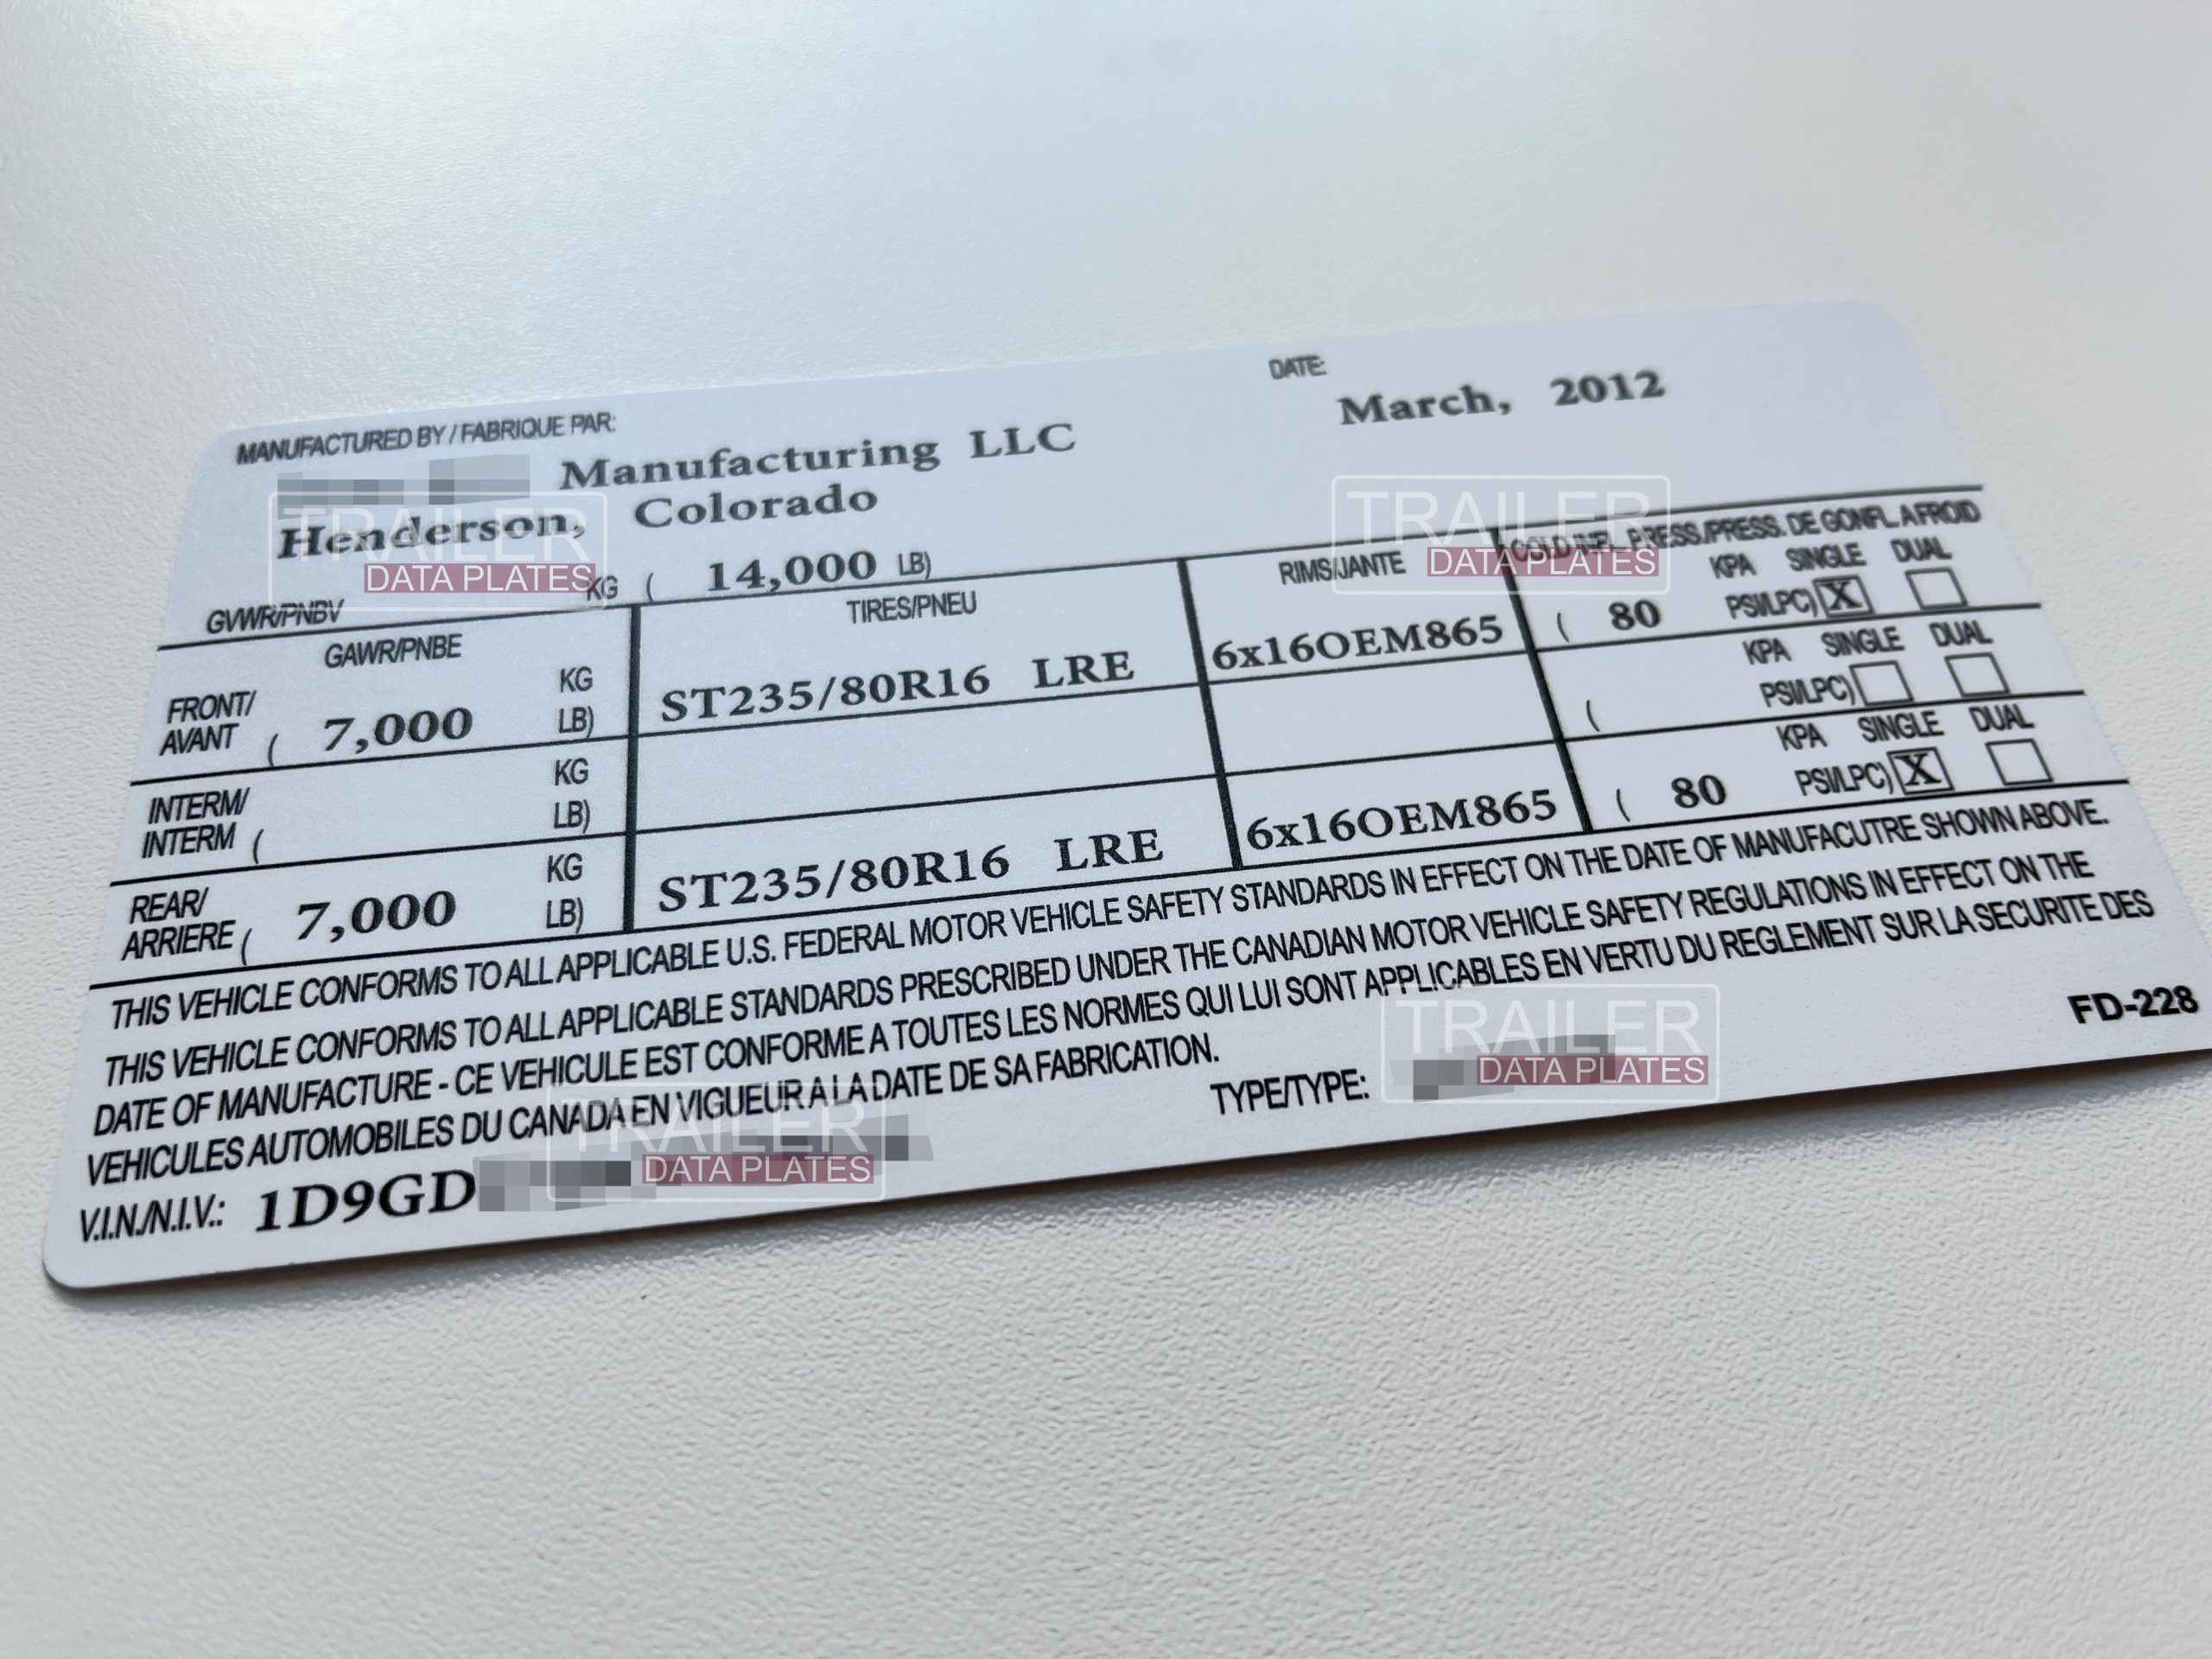 MANUFACTURED BY / FABRIQUE PAR:
DATE:
Manufacturing LLC
March, 2012
Henderson, Colorado
GVWR/PNBV KG ( 14,000 LB)
GAWR/PNBE TIRES/PNEU RIMS/JANTE COLD INFL. PRESS./PRESS. DE GONFL. A FROID
FRONT/ AVANT ( 7,000 KG LB) ST235/80R16 LRE 6x16OEM865 ( 80 KPA PSI/LPC) SINGLE X DUAL
INTERM/ INTERM ( KG LB) ( KPA PSI/LPC) SINGLE DUAL
REAR/ ARRIERE ( 7,000 KG LB) ST235/80R16 LRE 6x16OEM865 ( 80 KPA PSI/LPC) SINGLE X DUAL
THIS VEHICLE CONFORMS TO ALL APPLICABLE U.S. FEDERAL MOTOR VEHICLE SAFETY STANDARDS IN EFFECT ON THE DATE OF MANUFACUTRE SHOWN ABOVE.
THIS VEHICLE CONFORMS TO ALL APPLICABLE STANDARDS PRESCRIBED UNDER THE CANADIAN MOTOR VEHICLE SAFETY REGULATIONS IN EFFECT ON THE
DATE OF MANUFACTURE - CE VEHICULE EST CONFORME A TOUTES LES NORMES QUI LUI SONT APPLICABLES EN VERTU DU REGLEMENT SUR LA SECURITE DES
VEHICULES AUTOMOBILES DU CANADA EN VIGUEUR A LA DATE DE SA FABRICATION.
V.I.N./N.I.V.: 1D9GD
TYPE/TYPE:
FD-228
TRAILER
DATA PLATES
TRAILER
DATA PLATES
TRAILER
DATA PLATES
TRAILER
DATA PLATES